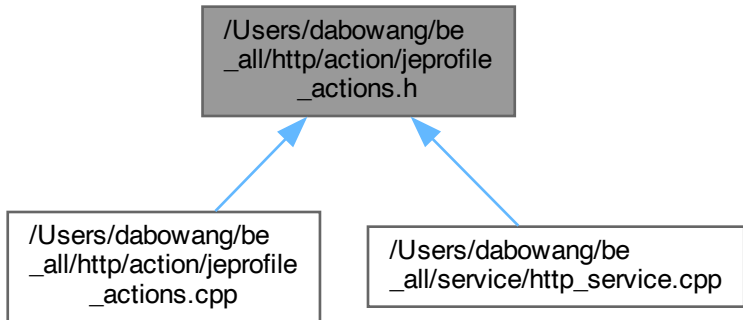 /Users/dabowang/be
_all/http/action/jeprofile
_actions.h
/Users/dabowang/be
_all/http/action/jeprofile
_actions.cpp
/Users/dabowang/be
_all/service/http_service.cpp